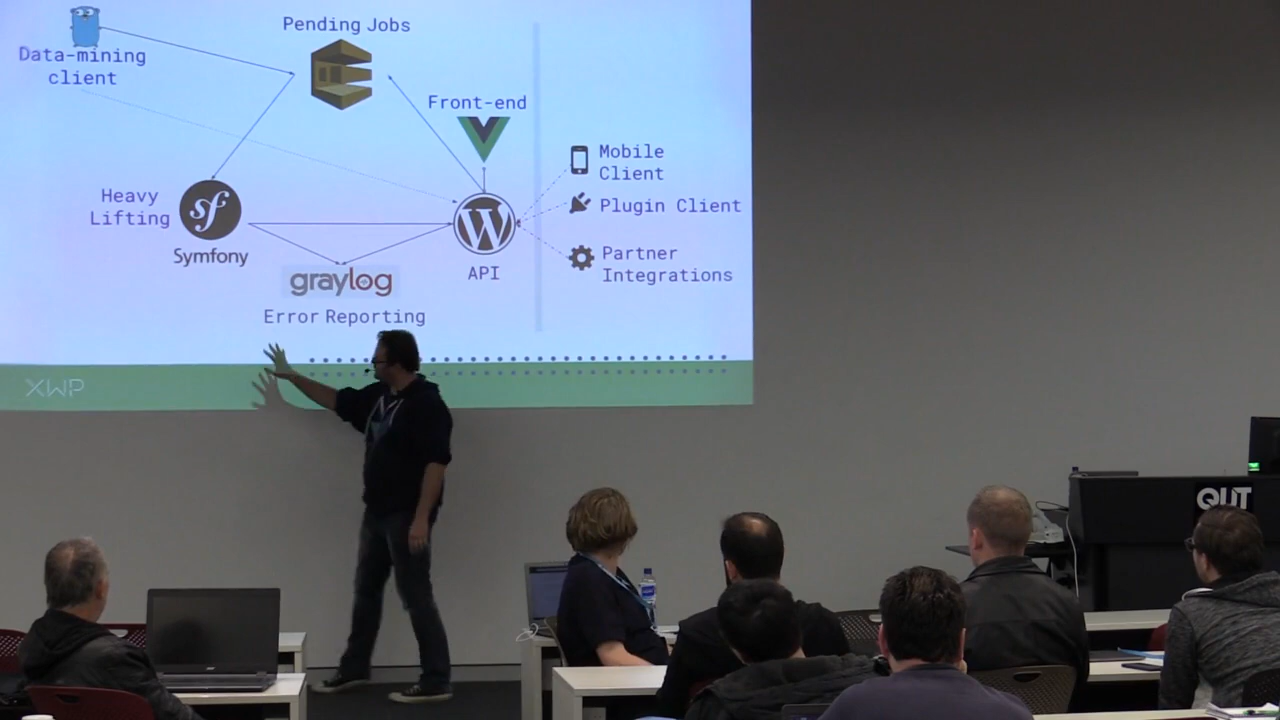 Pending Jobs
Data-mining
client
Front-end
Mobile
Client
Plugin Client
Heavy
Lifting
sf
Symfony
W
API
Partner
Integrations
graylog
Error Reporting
XWP
QUT